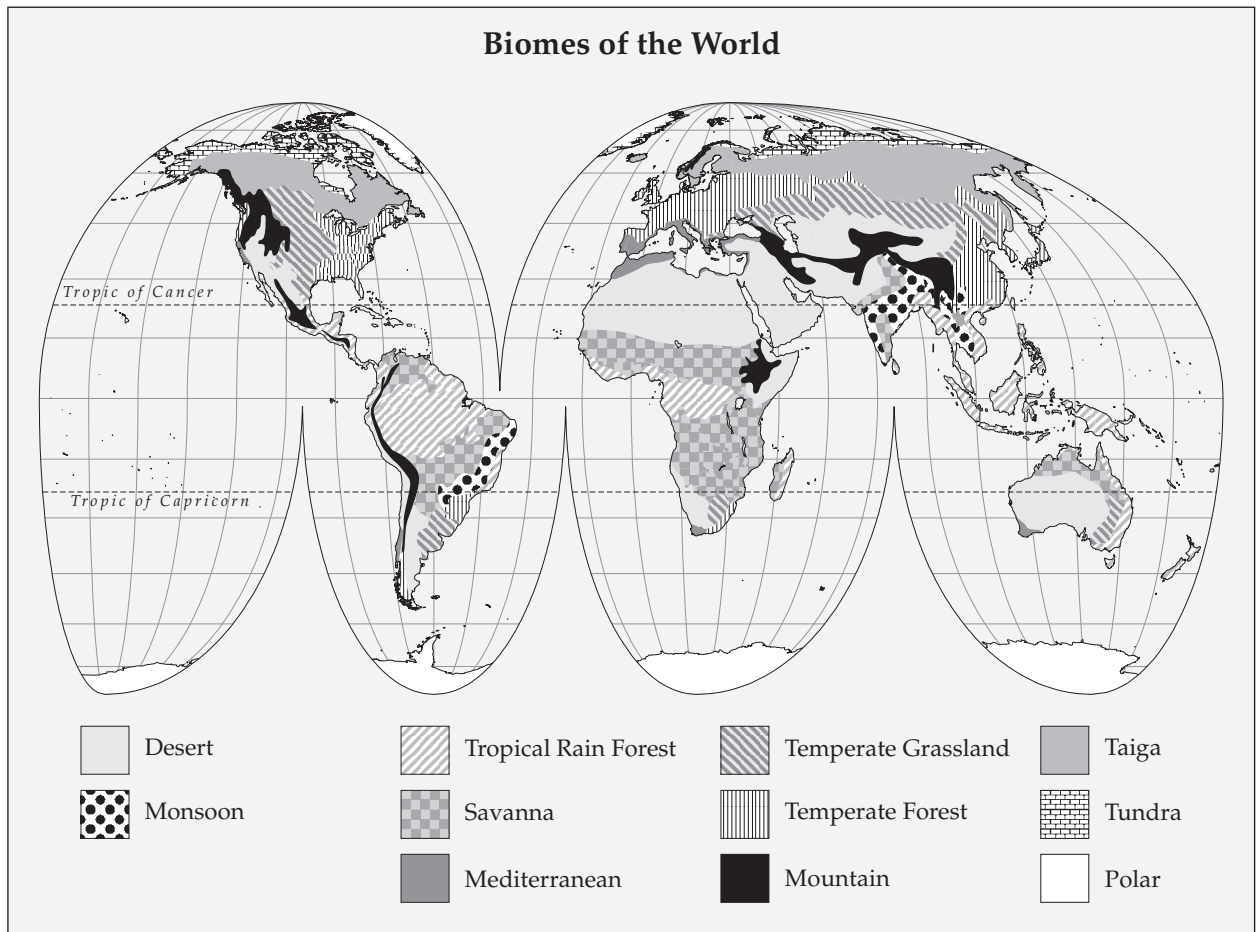 Biomes of the World
Tropic of Cancer
Tropic of Capricorn
Desert
Tropical Rain Forest
Temperate Grassland
Taiga
Monsoon
Savanna
Temperate Forest
Tundra
Mediterranean
Mountain
Polar